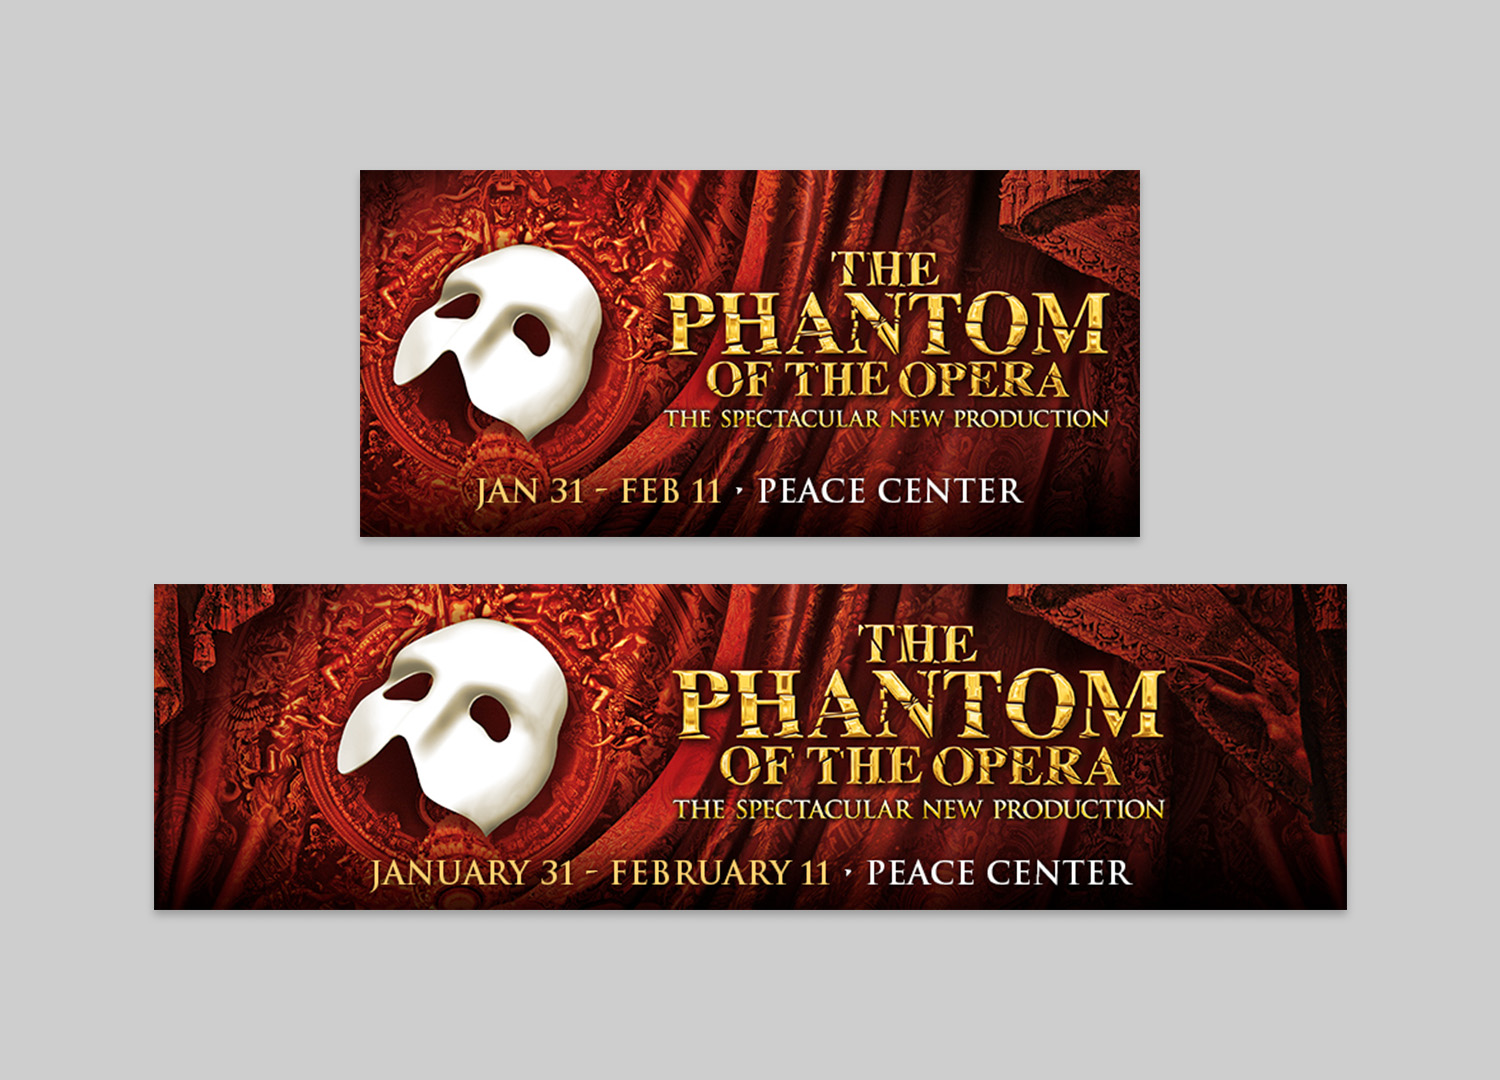 THE
PHANTOM
OF THE OPERA
THE SPECTACULAR NEW PRODUCTION
JAN 31 - FEB 11 · PEACE CENTER
THE
PHANTOM
OF THE OPERA
THE SPECTACULAR NEW PRODUCTION
JANUARY 31 - FEBRUARY 11 · PEACE CENTER